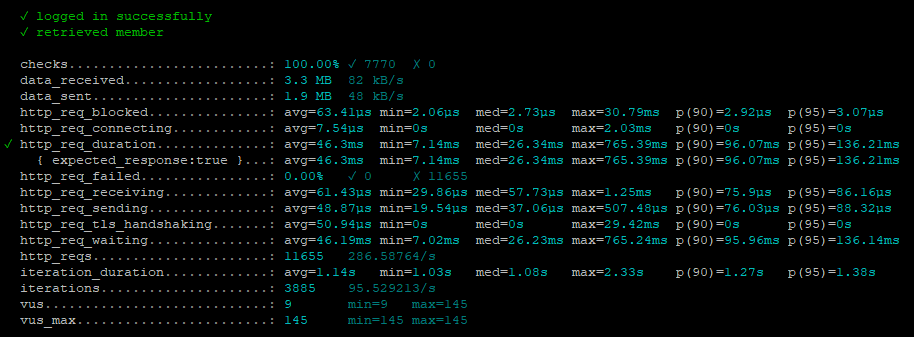 ✓ logged in successfully
✓ retrieved member
checks.........................: 100.00% ✓ 7770 ✗ 0
data_received..................: 3.3 MB 82 kB/s
data_sent......................: 1.9 MB 48 kB/s
http_req_blocked...............: avg=63.41µs min=2.06µs med=2.73µs max=30.79ms p(90)=2.92µs p(95)=3.07µs
http_req_connecting............: avg=7.54µs min=0s med=0s max=2.03ms p(90)=0s p(95)=0s
✓ http_req_duration..............: avg=46.3ms min=7.14ms med=26.34ms max=765.39ms p(90)=96.07ms p(95)=136.21ms
{ expected_response:true }...: avg=46.3ms min=7.14ms med=26.34ms max=765.39ms p(90)=96.07ms p(95)=136.21ms
http_req_failed................: 0.00% ✓ 0 ✗ 11655
http_req_receiving.............: avg=61.43µs min=29.86µs med=57.73µs max=1.25ms p(90)=75.9µs p(95)=86.16µs
http_req_sending...............: avg=48.87µs min=19.54µs med=37.06µs max=507.48µs p(90)=76.03µs p(95)=88.32µs
http_req_tls_handshaking.......: avg=50.94µs min=0s med=0s max=29.42ms p(90)=0s p(95)=0s
http_req_waiting...............: avg=46.19ms min=7.02ms med=26.23ms max=765.24ms p(90)=95.96ms p(95)=136.14ms
http_reqs......................: 11655 286.58764/s
iteration_duration.............: avg=1.14s min=1.03s med=1.08s max=2.33s p(90)=1.27s p(95)=1.38s
iterations.....................: 3885 95.529213/s
vus............................: 9 min=9 max=145
vus_max........................: 145 min=145 max=145